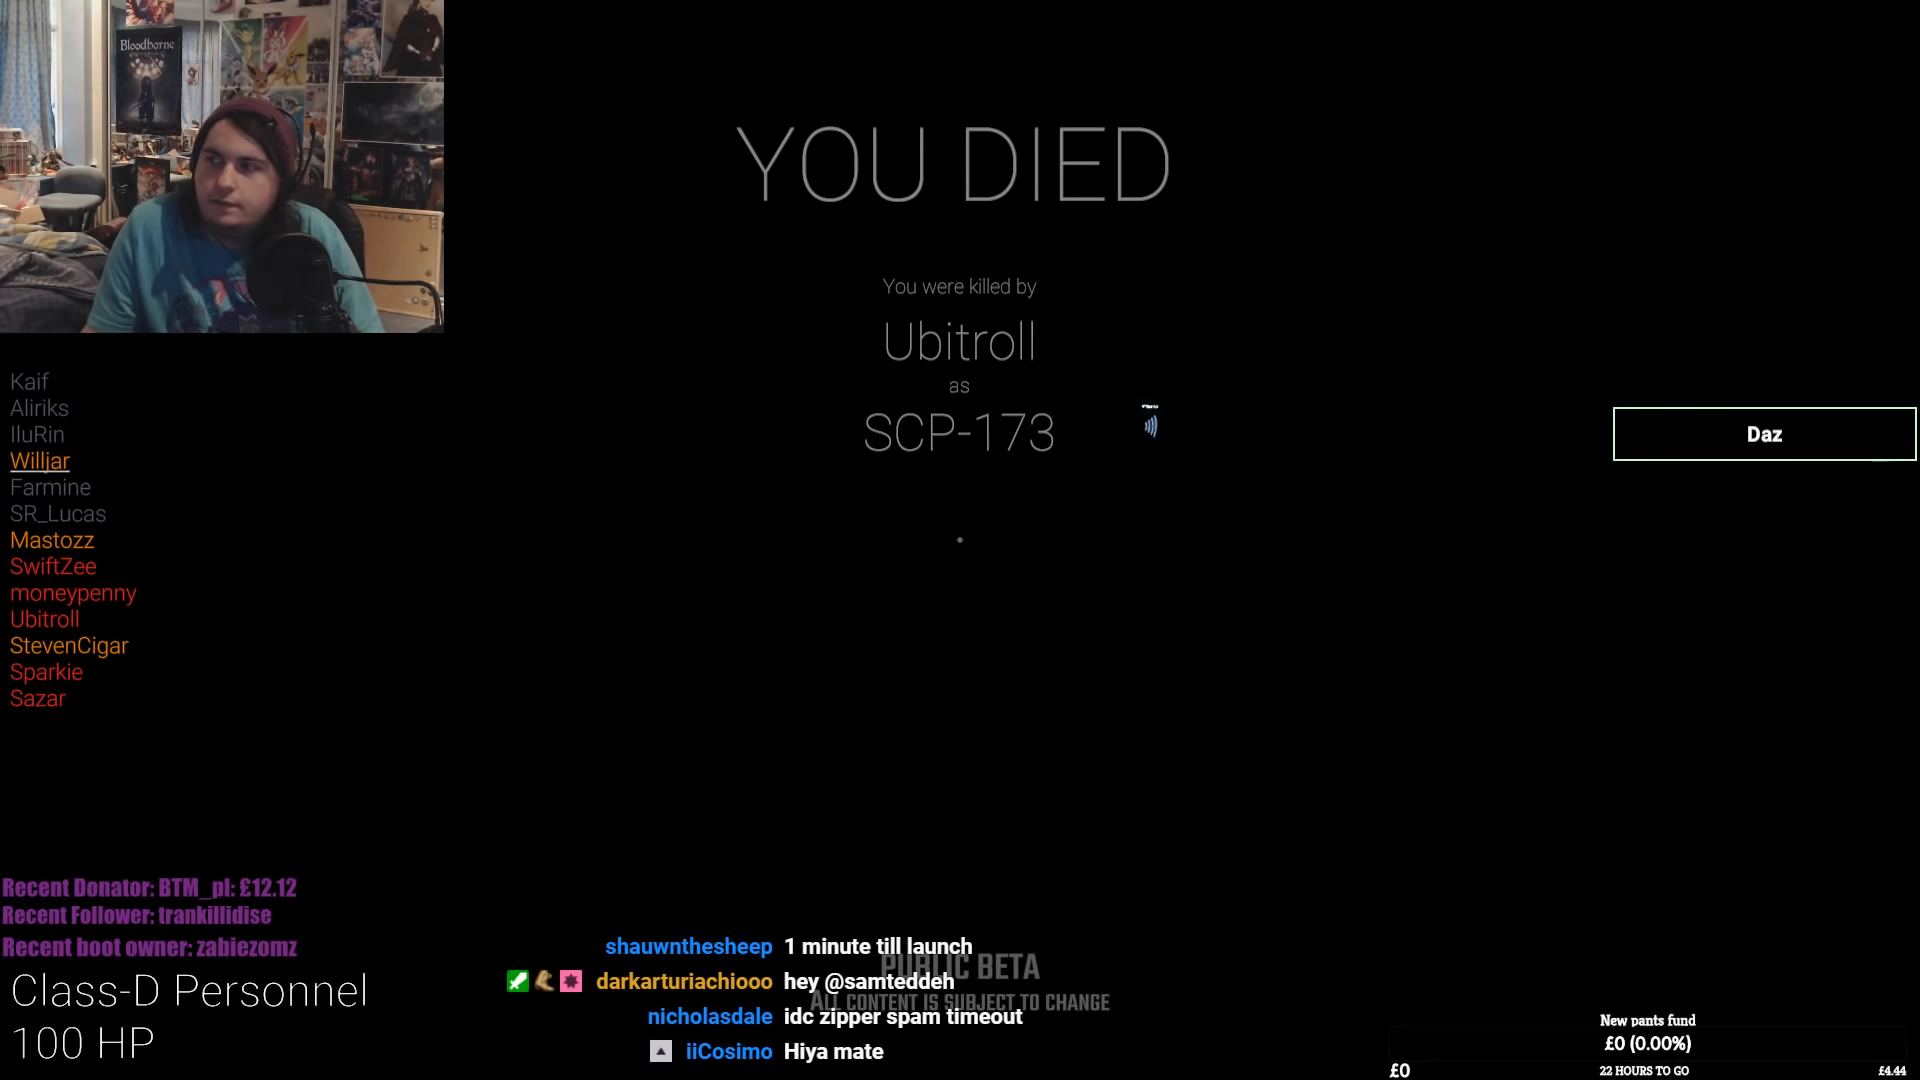 Bloodborne
YOU DIED
You were killed by
Ubitroll
as
SCP-173
Kaif
Aliriks
IluRin
Willjar
Farmine
SR_Lucas
Mastozz
SwiftZee
moneypenny
Ubitroll
StevenCigar
Sparkie
Sazar
Daz
Recent Donator: BTM_pl: £12.12
Recent Follower: trankillidise
Recent boot owner: zabiezomz
Class-D Personnel
100 HP
shauwnthesheep 1 minute till launch
PUBLIC BETA
darkarturiachiooo hey @samteddeh
ALL CONTENT IS SUBJECT TO CHANGE
nicholasdale idc zipper spam timeout
iiCosimo Hiya mate
New pants fund
£0 (0.00%)
£0 22 HOURS TO GO £4.44